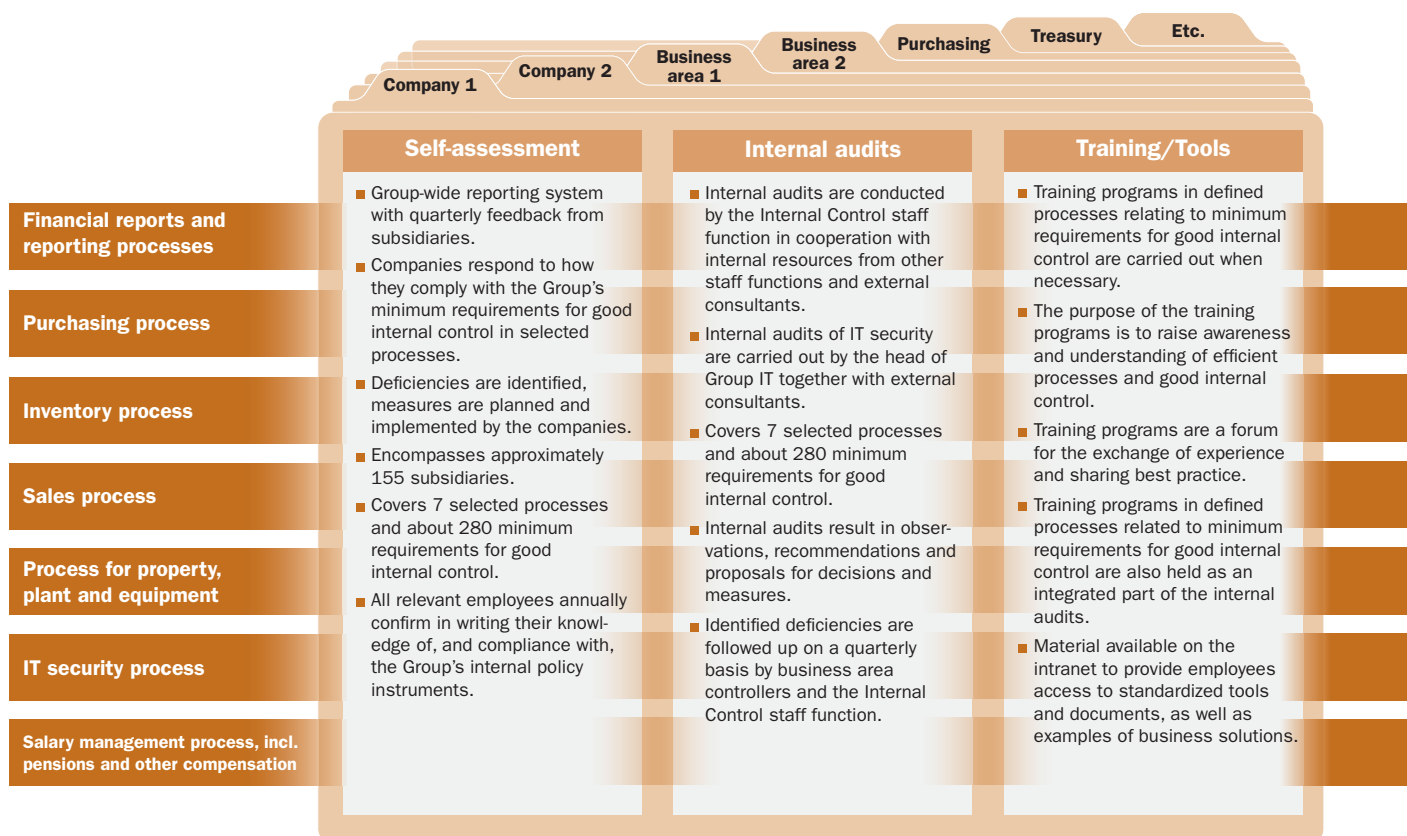 Company 1
Company 2
Business
area 1
Business
area 2
Purchasing
Treasury
Etc.
Financial reports and
reporting processes
Purchasing process
Inventory process
Sales process
Process for property,
plant and equipment
IT security process
Salary management process, incl.
pensions and other compensation
Self-assessment
■ Group-wide reporting system
with quarterly feedback from
subsidiaries.
■ Companies respond to how
they comply with the Group’s
minimum requirements for good
internal control in selected
processes.
■ Deficiencies are identified,
measures are planned and
implemented by the companies.
■ Encompasses approximately
155 subsidiaries.
■ Covers 7 selected processes
and about 280 minimum
requirements for good
internal control.
■ All relevant employees annually
confirm in writing their knowl-
edge of, and compliance with,
the Group’s internal policy
instruments.
Internal audits
■ Internal audits are conducted
by the Internal Control staff
function in cooperation with
internal resources from other
staff functions and external
consultants.
■ Internal audits of IT security
are carried out by the head of
Group IT together with external
consultants.
■ Covers 7 selected processes
and about 280 minimum
requirements for good
internal control.
■ Internal audits result in obser-
vations, recommendations and
proposals for decisions and
measures.
■ Identified deficiencies are
followed up on a quarterly
basis by business area
controllers and the Internal
Control staff function.
Training/Tools
■ Training programs in defined
processes relating to minimum
requirements for good internal
control are carried out when
necessary.
■ The purpose of the training
programs is to raise awareness
and understanding of efficient
processes and good internal
control.
■ Training programs are a forum
for the exchange of experience
and sharing best practice.
■ Training programs in defined
processes related to minimum
requirements for good internal
control are also held as an
integrated part of the internal
audits.
■ Material available on the
intranet to provide employees
access to standardized tools
and documents, as well as
examples of business solutions.